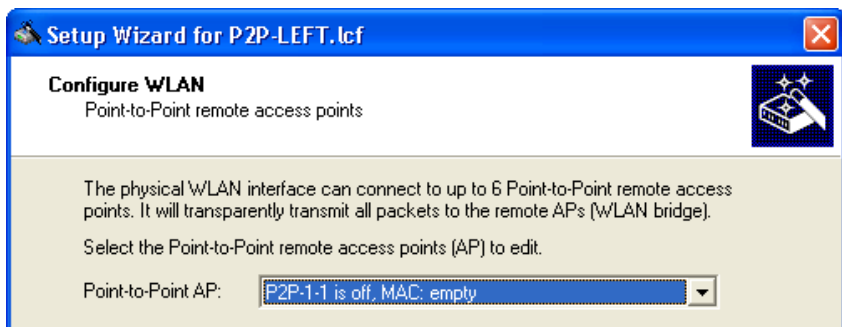 Setup Wizard for P2P-LEFT.lcf
Configure WLAN
Point-to-Point remote access points
The physical WLAN interface can connect to up to 6 Point-to-Point remote access
points. It will transparently transmit all packets to the remote APs (WLAN bridge).
Select the Point-to-Point remote access points (AP) to edit.
Point-to-Point AP: P2P-1-1 is off, MAC: empty